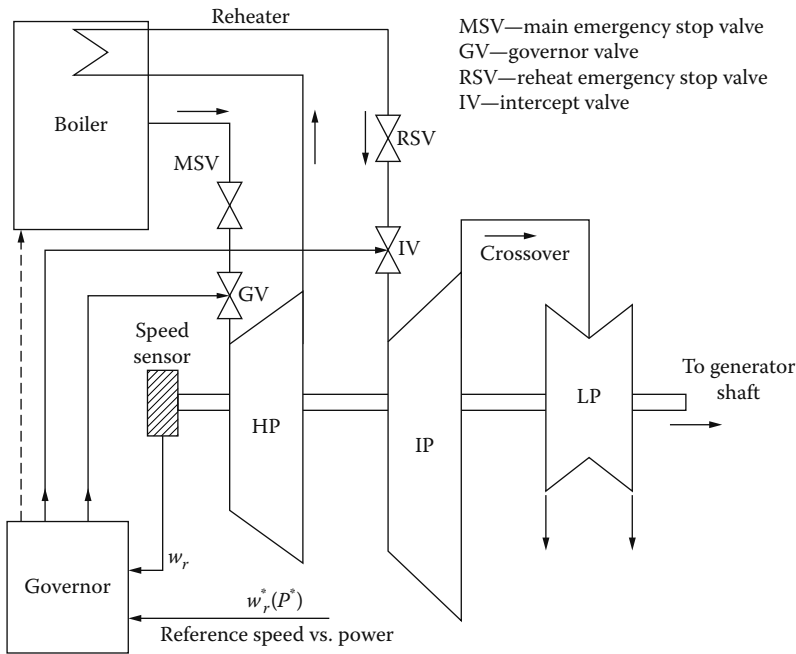 Reheater
MSV—main emergency stop valve
GV—governor valve
RSV—reheat emergency stop valve
IV—intercept valve
Boiler
RSV
MSV
IV
Crossover
GV
Speed
sensor
To generator
shaft
HP
IP
LP
w_r
Governor
w_r^*(P^*)
Reference speed vs. power